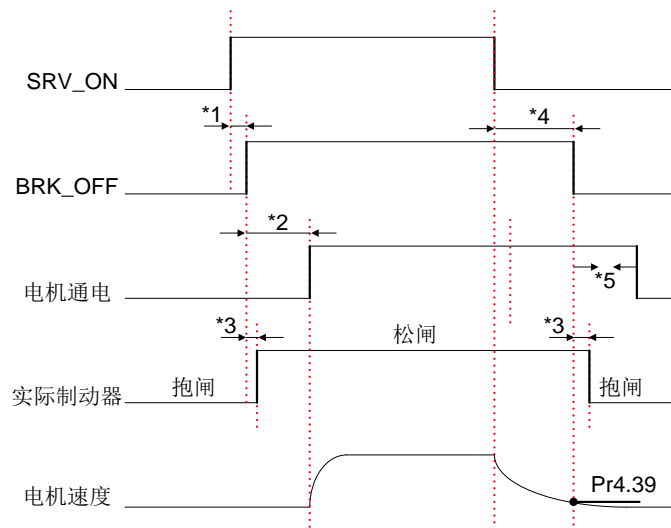 SRV_ON
*1
*4
BRK_OFF
*2
电机通电
*5
*3
松闸
*3
实际制动器
抱闸
抱闸
电机速度
Pr4.39